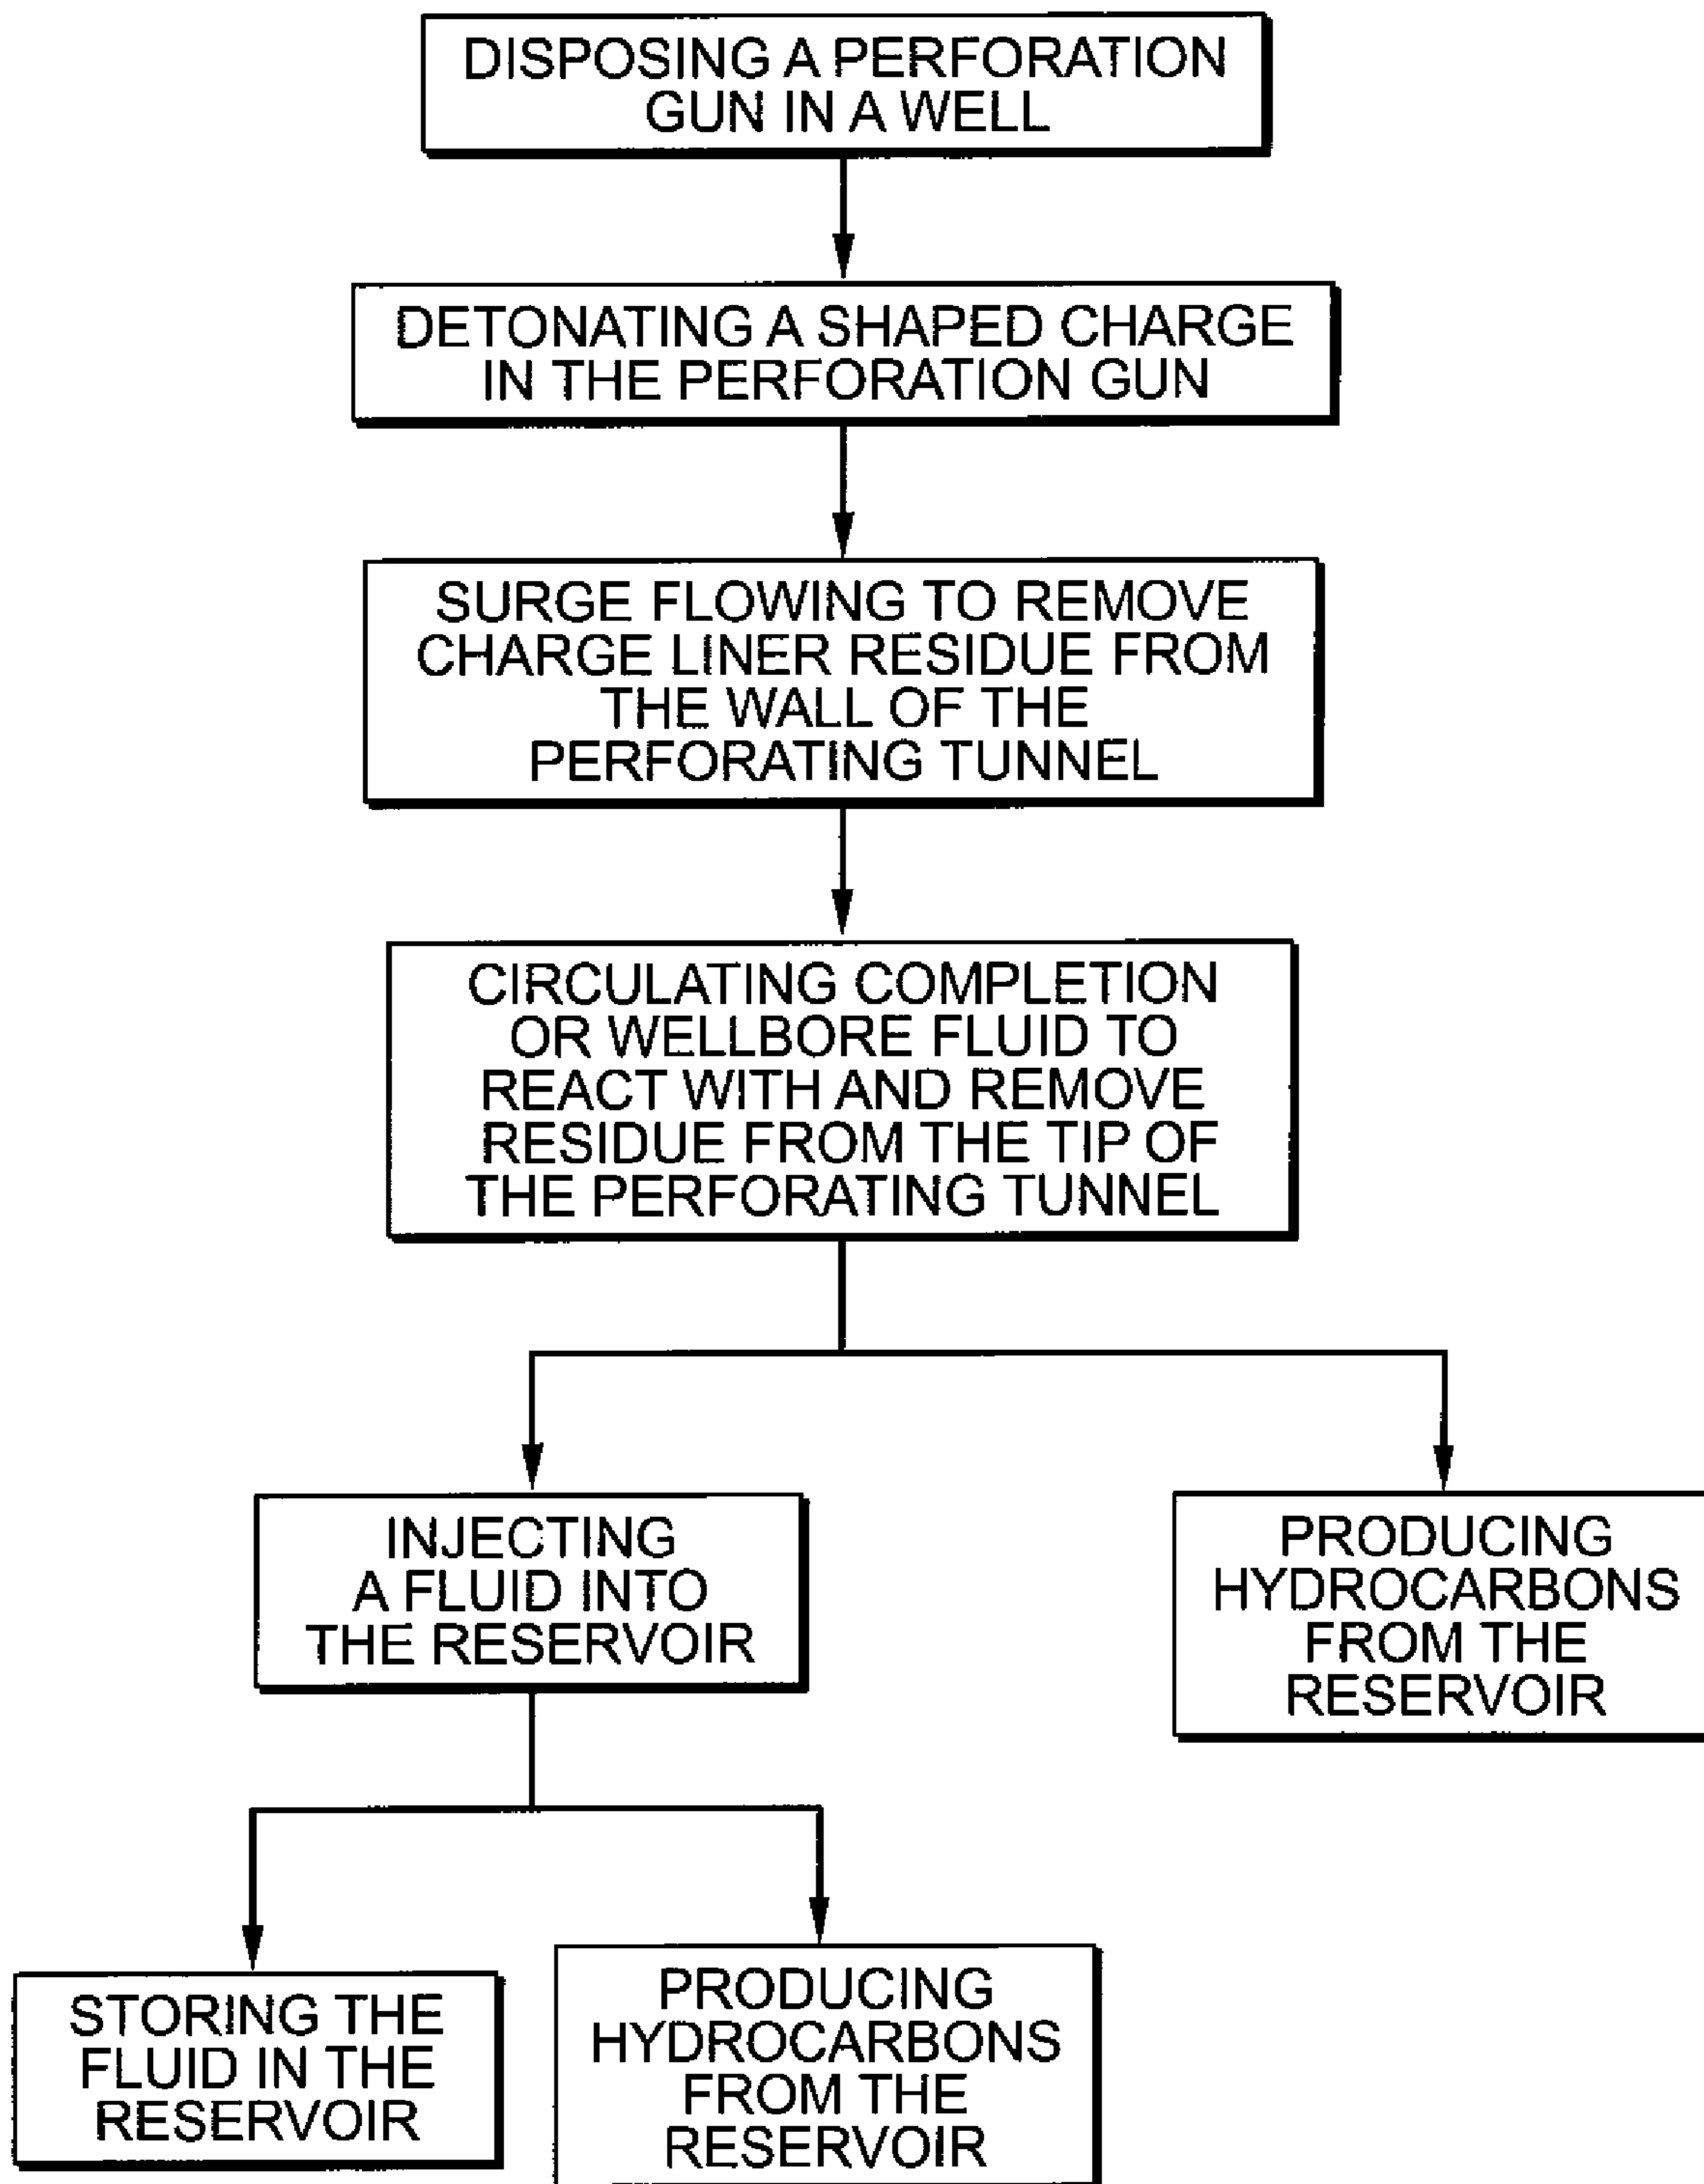 DISPOSING A PERFORATION
GUN IN A WELL
DETONATING A SHAPED CHARGE
IN THE PERFORATION GUN
SURGE FLOWING TO REMOVE
CHARGE LINER RESIDUE FROM
THE WALL OF THE
PERFORATING TUNNEL
CIRCULATING COMPLETION
OR WELLBORE FLUID TO
REACT WITH AND REMOVE
RESIDUE FROM THE TIP OF
THE PERFORATING TUNNEL
INJECTING
A FLUID INTO
THE RESERVOIR
PRODUCING
HYDROCARBONS
FROM THE
RESERVOIR
STORING THE
FLUID IN THE
RESERVOIR
PRODUCING
HYDROCARBONS
FROM THE
RESERVOIR